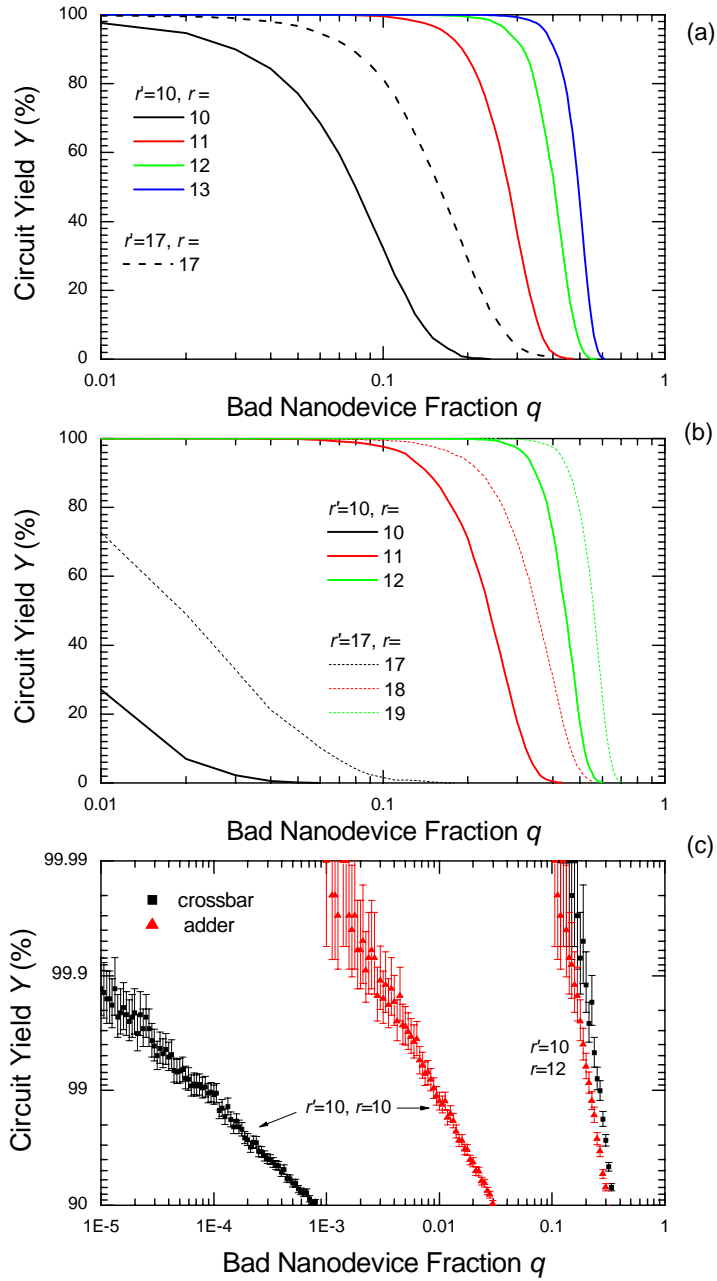 (a)
100
80
60
40
20
0
Circuit Yield Y (%)
r'=10, r=
10
11
12
13
r'=17, r=
17
0.01
0.1
1
Bad Nanodevice Fraction q
(b)
100
80
60
40
20
0
Circuit Yield Y (%)
r'=10, r=
10
11
12
r'=17, r=
17
18
19
0.01
0.1
1
Bad Nanodevice Fraction q
(c)
99.99
99.9
99
90
Circuit Yield Y (%)
crossbar
adder
r'=10
r=12
r'=10, r=10
1E-5
1E-4
1E-3
0.01
0.1
1
Bad Nanodevice Fraction q